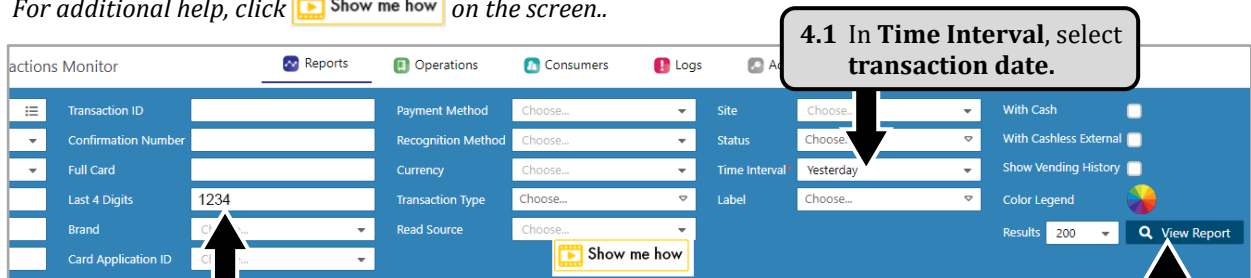 For additional help, click Show me how on the screen..
4.1 In Time Interval, select
transaction date.
actions Monitor Reports Operations Consumers Logs
Transaction ID Payment Method Choose... Site Choose.. With Cash
Confirmation Number Recognition Method Choose... Status Choose. With Cashless External
Full Card Currency Choose... Time Interval* Yesterday Show Vending History
Last 4 Digits 1234 Transaction Type Choose... Label Choose... Color Legend
Brand Read Source Choose... Results 200 View Report
Card Application ID Show me how